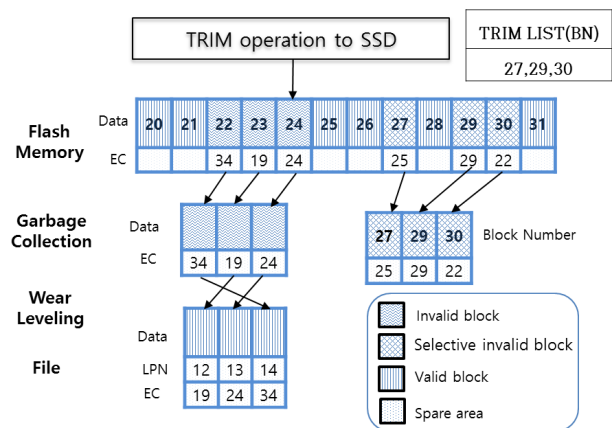 TRIM operation to SSD
TRIM LIST(BN)
27,29,30
Flash Memory
Data 20 21 22 23 24 25 26 27 28 29 30 31
EC 34 19 24 25 29 22
Garbage Collection
Data
EC 34 19 24
27 29 30 Block Number
25 29 22
Wear Leveling
Data
File
LPN 12 13 14
EC 19 24 34
Invalid block
Selective invalid block
Valid block
Spare area